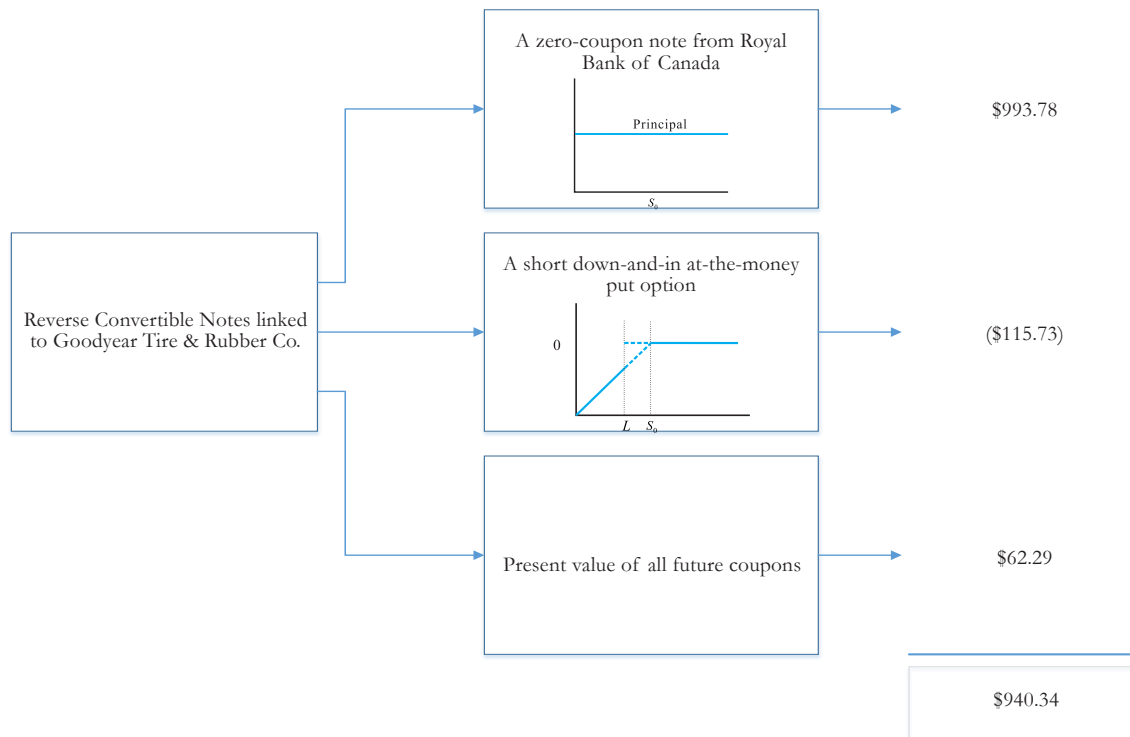 A zero-coupon note from Royal
Bank of Canada
Principal
S₀
$993.78
Reverse Convertible Notes linked
to Goodyear Tire & Rubber Co.
A short down-and-in at-the-money
put option
0
L S₀
($115.73)
Present value of all future coupons
$62.29
$940.34